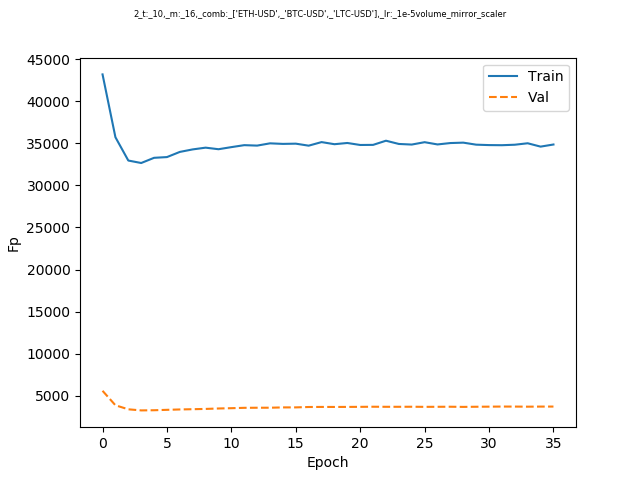 2_t:_10,_m:_16,_comb:_['ETH-USD',_'BTC-USD',_'LTC-USD'],_lr:_1e-5volume_mirror_scaler
45000
40000
35000
30000
25000
20000
15000
10000
5000
Fp
Train
Val
0 5 10 15 20 25 30 35
Epoch